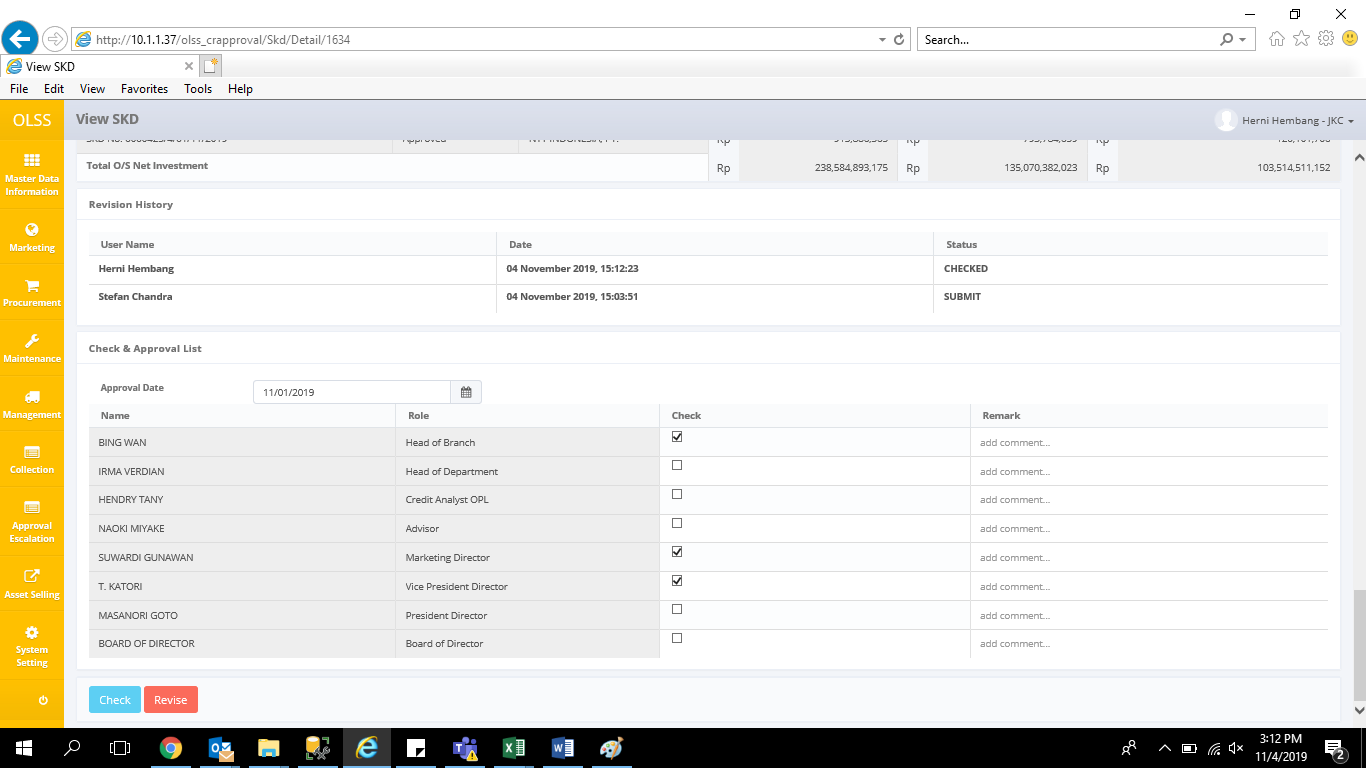 http://10.1.1.37/olss_crapproval/Skd/Detail/1634
Search...
View SKD
File Edit View Favorites Tools Help
OLSS
View SKD
Herni Hembang - JKC
Rp Rp Rp
Total O/S Net Investment Rp 238,584,893,175 Rp 135,070,382,023 Rp 103,514,511,152
Master Data
Information
Marketing
Procurement
Maintenance
Management
Collection
Approval
Escalation
Asset Selling
System
Setting
Revision History
User Name Date Status
Herni Hembang 04 November 2019, 15:12:23 CHECKED
Stefan Chandra 04 November 2019, 15:03:51 SUBMIT
Check & Approval List
Approval Date 11/01/2019
Name Role Check Remark
BING WAN Head of Branch add comment...
IRMA VERDIAN Head of Department add comment...
HENDRY TANY Credit Analyst OPL add comment...
NAOKI MIYAKE Advisor add comment...
SUWARDI GUNAWAN Marketing Director add comment...
T. KATORI Vice President Director add comment...
MASANORI GOTO President Director add comment...
BOARD OF DIRECTOR Board of Director add comment...
Check Revise
3:12 PM
11/4/2019
2